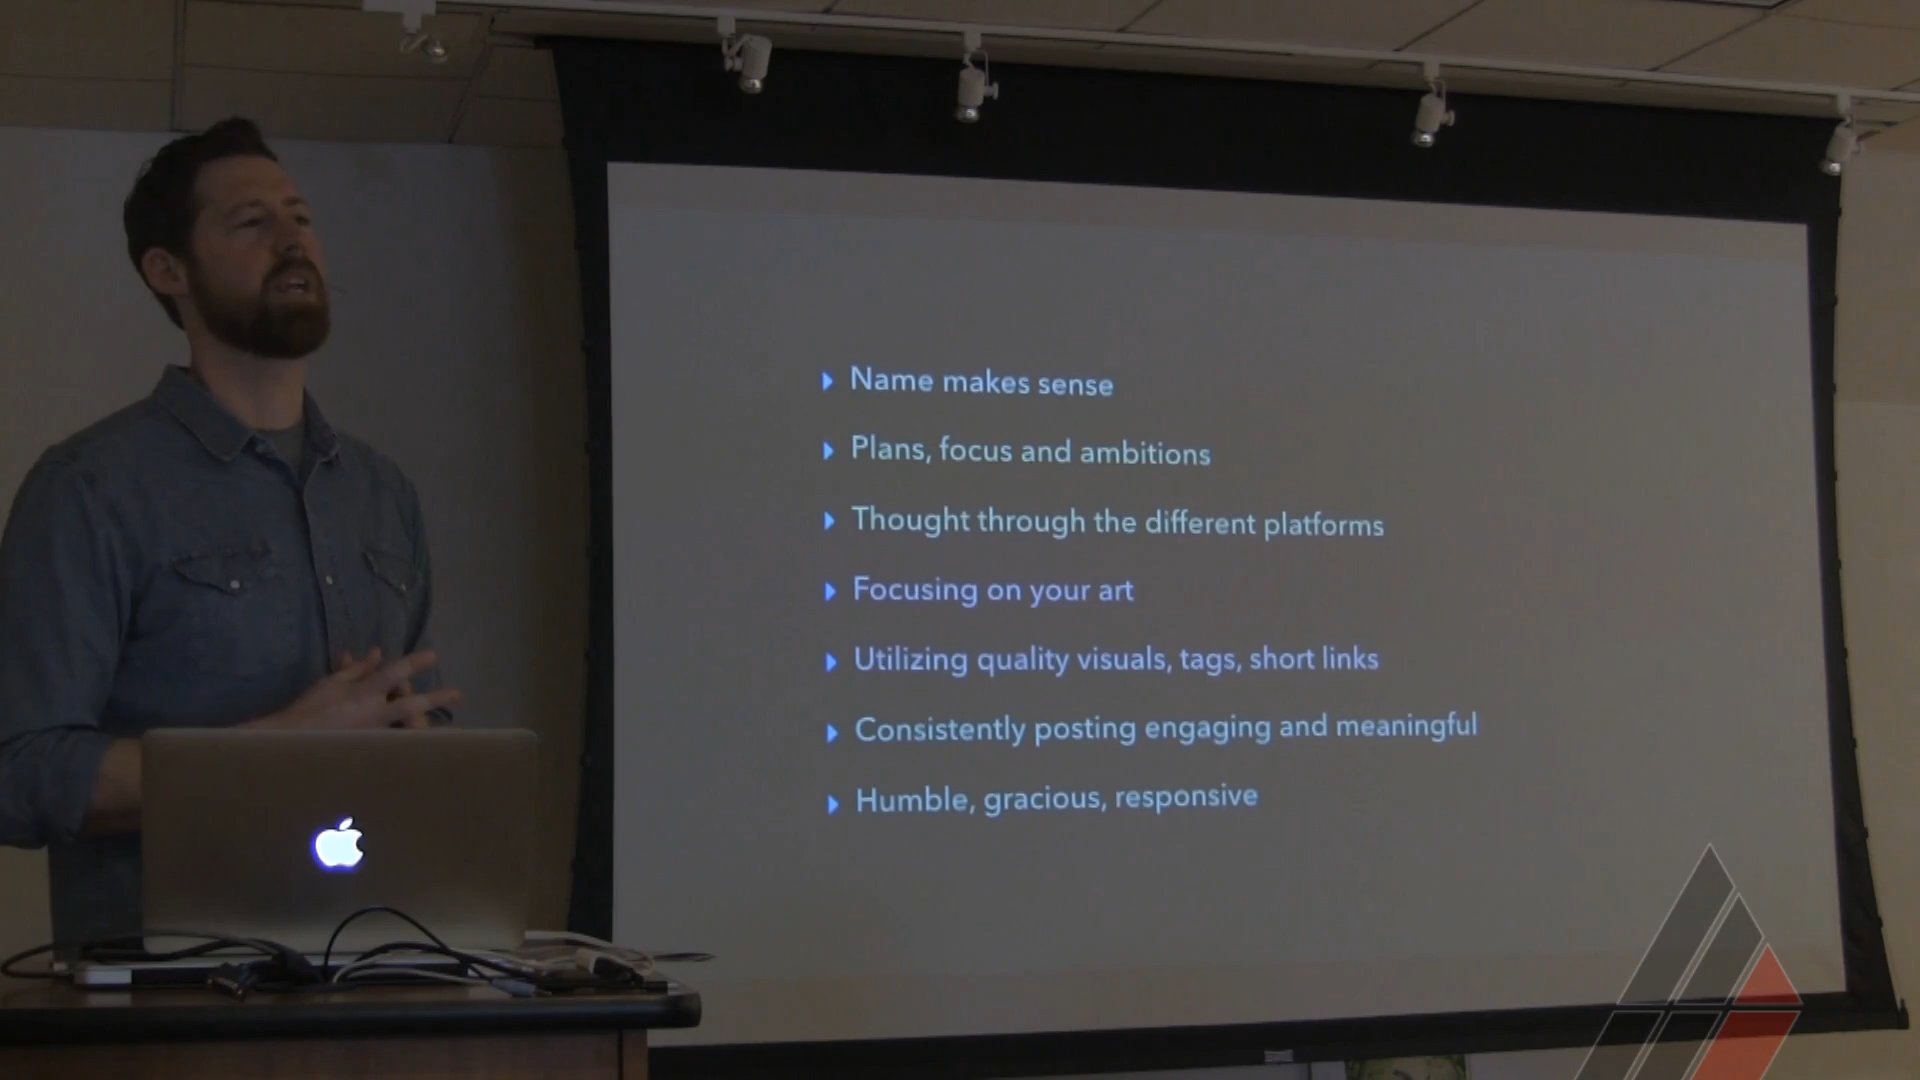 Name makes sense
Plans, focus and ambitions
Thought through the different platforms
Focusing on your art
Utilizing quality visuals, tags, short links
Consistently posting engaging and meaningful
Humble, gracious, responsive